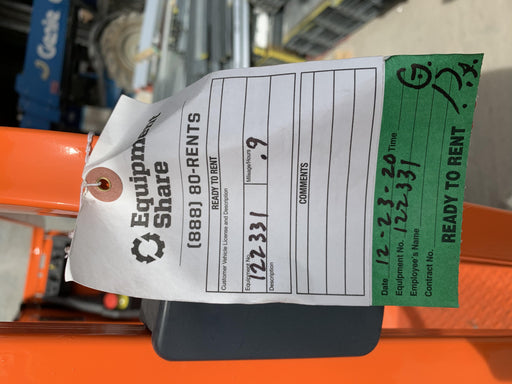 Genie
Equipment
Share
(888) 80-RENTS
READY TO RENT
Customer Vehicle License and Description
Equipment No. Mileage/Hours
122331 .9
Description
COMMENTS
Date 12-23-20 Time
Equipment No. 122331
Employee's Name
Contract No.
READY TO RENT